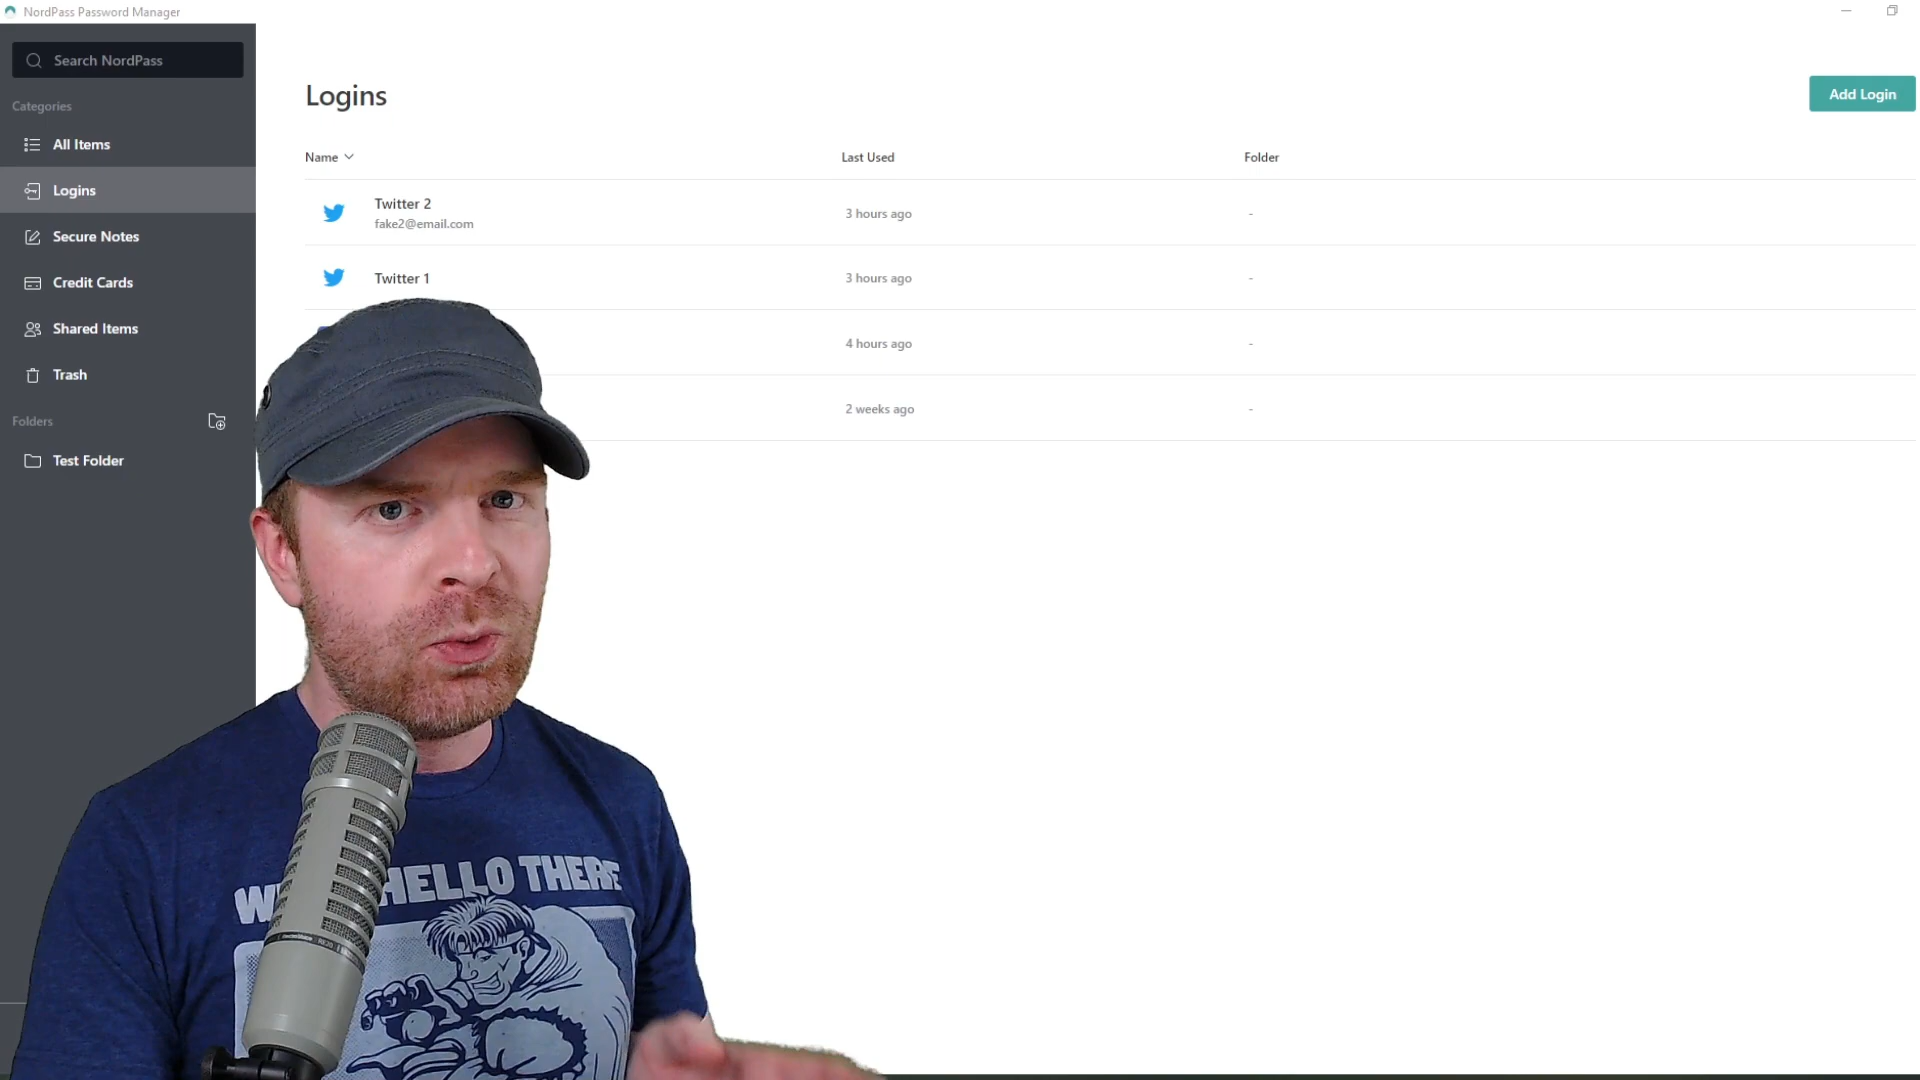 NordPass Password Manager
Search NordPass
Categories
All Items
Logins
Secure Notes
Credit Cards
Shared Items
Trash
Folders
Test Folder
Logins
Add Login
Name
Last Used
Folder
Twitter 2
fake2@email.com
3 hours ago
-
Twitter 1
3 hours ago
-
4 hours ago
-
2 weeks ago
-
HELLO THERE
RE20